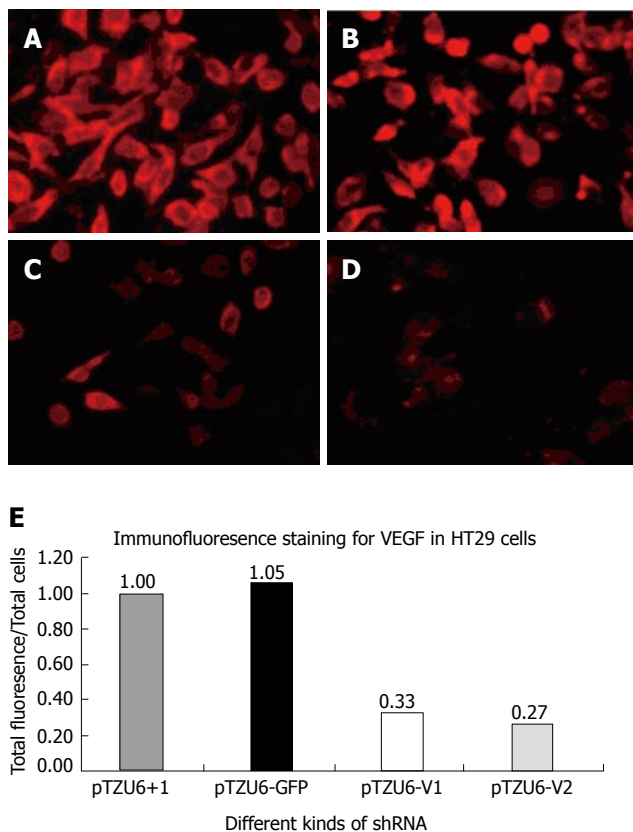 A
B
C
D
E
Immunofluoresence staining for VEGF in HT29 cells
Total fluoresence/Total cells
1.20
1.00
0.80
0.60
0.40
0.20
0.00
1.00
1.05
0.33
0.27
pTZU6+1
pTZU6-GFP
pTZU6-V1
pTZU6-V2
Different kinds of shRNA